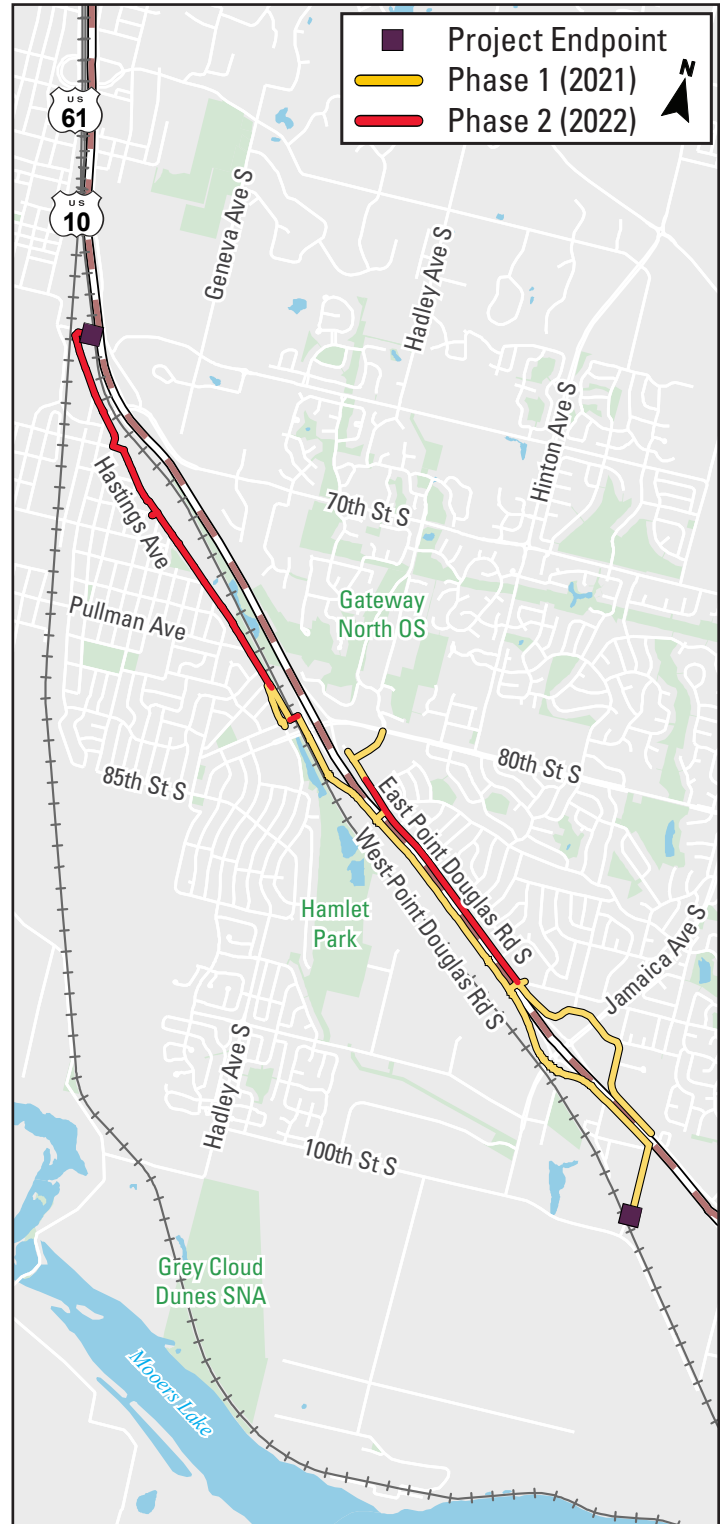 Project Endpoint
Phase 1 (2021)
Phase 2 (2022)
N
US
61
US
10
Geneva Ave S
Hadley Ave S
Hinton Ave S
70th St S
Hastings Ave
Pullman Ave
Gateway
North OS
80th St S
85th St S
East Point Douglas Rd S
West Point Douglas Rd S
Hamlet
Park
Jamaica Ave S
Hadley Ave S
100th St S
Grey Cloud
Dunes SNA
Mooers Lake